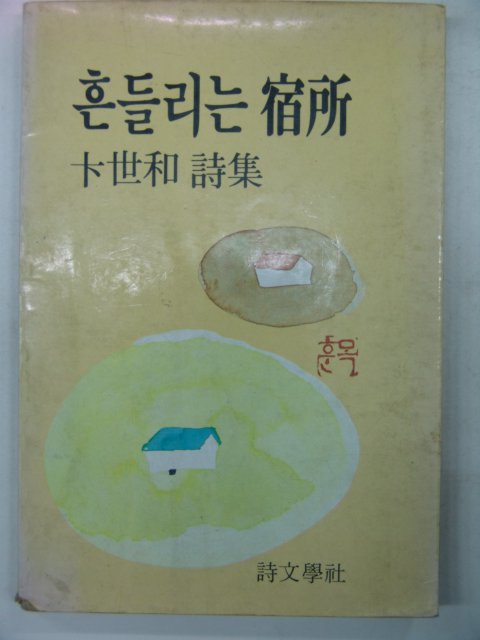 흔들리는 宿所
卞世和 詩集
詩文學社